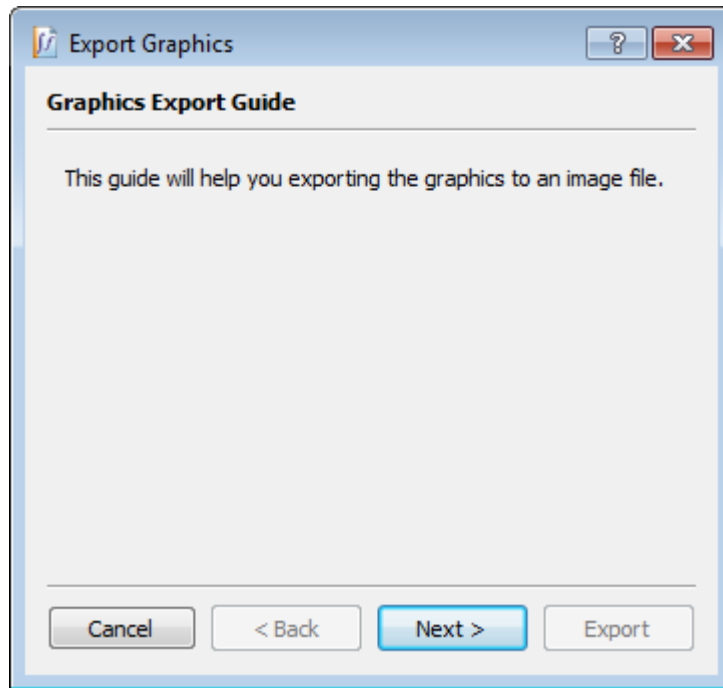 Export Graphics
Graphics Export Guide
This guide will help you exporting the graphics to an image file.
Cancel
< Back
Next >
Export